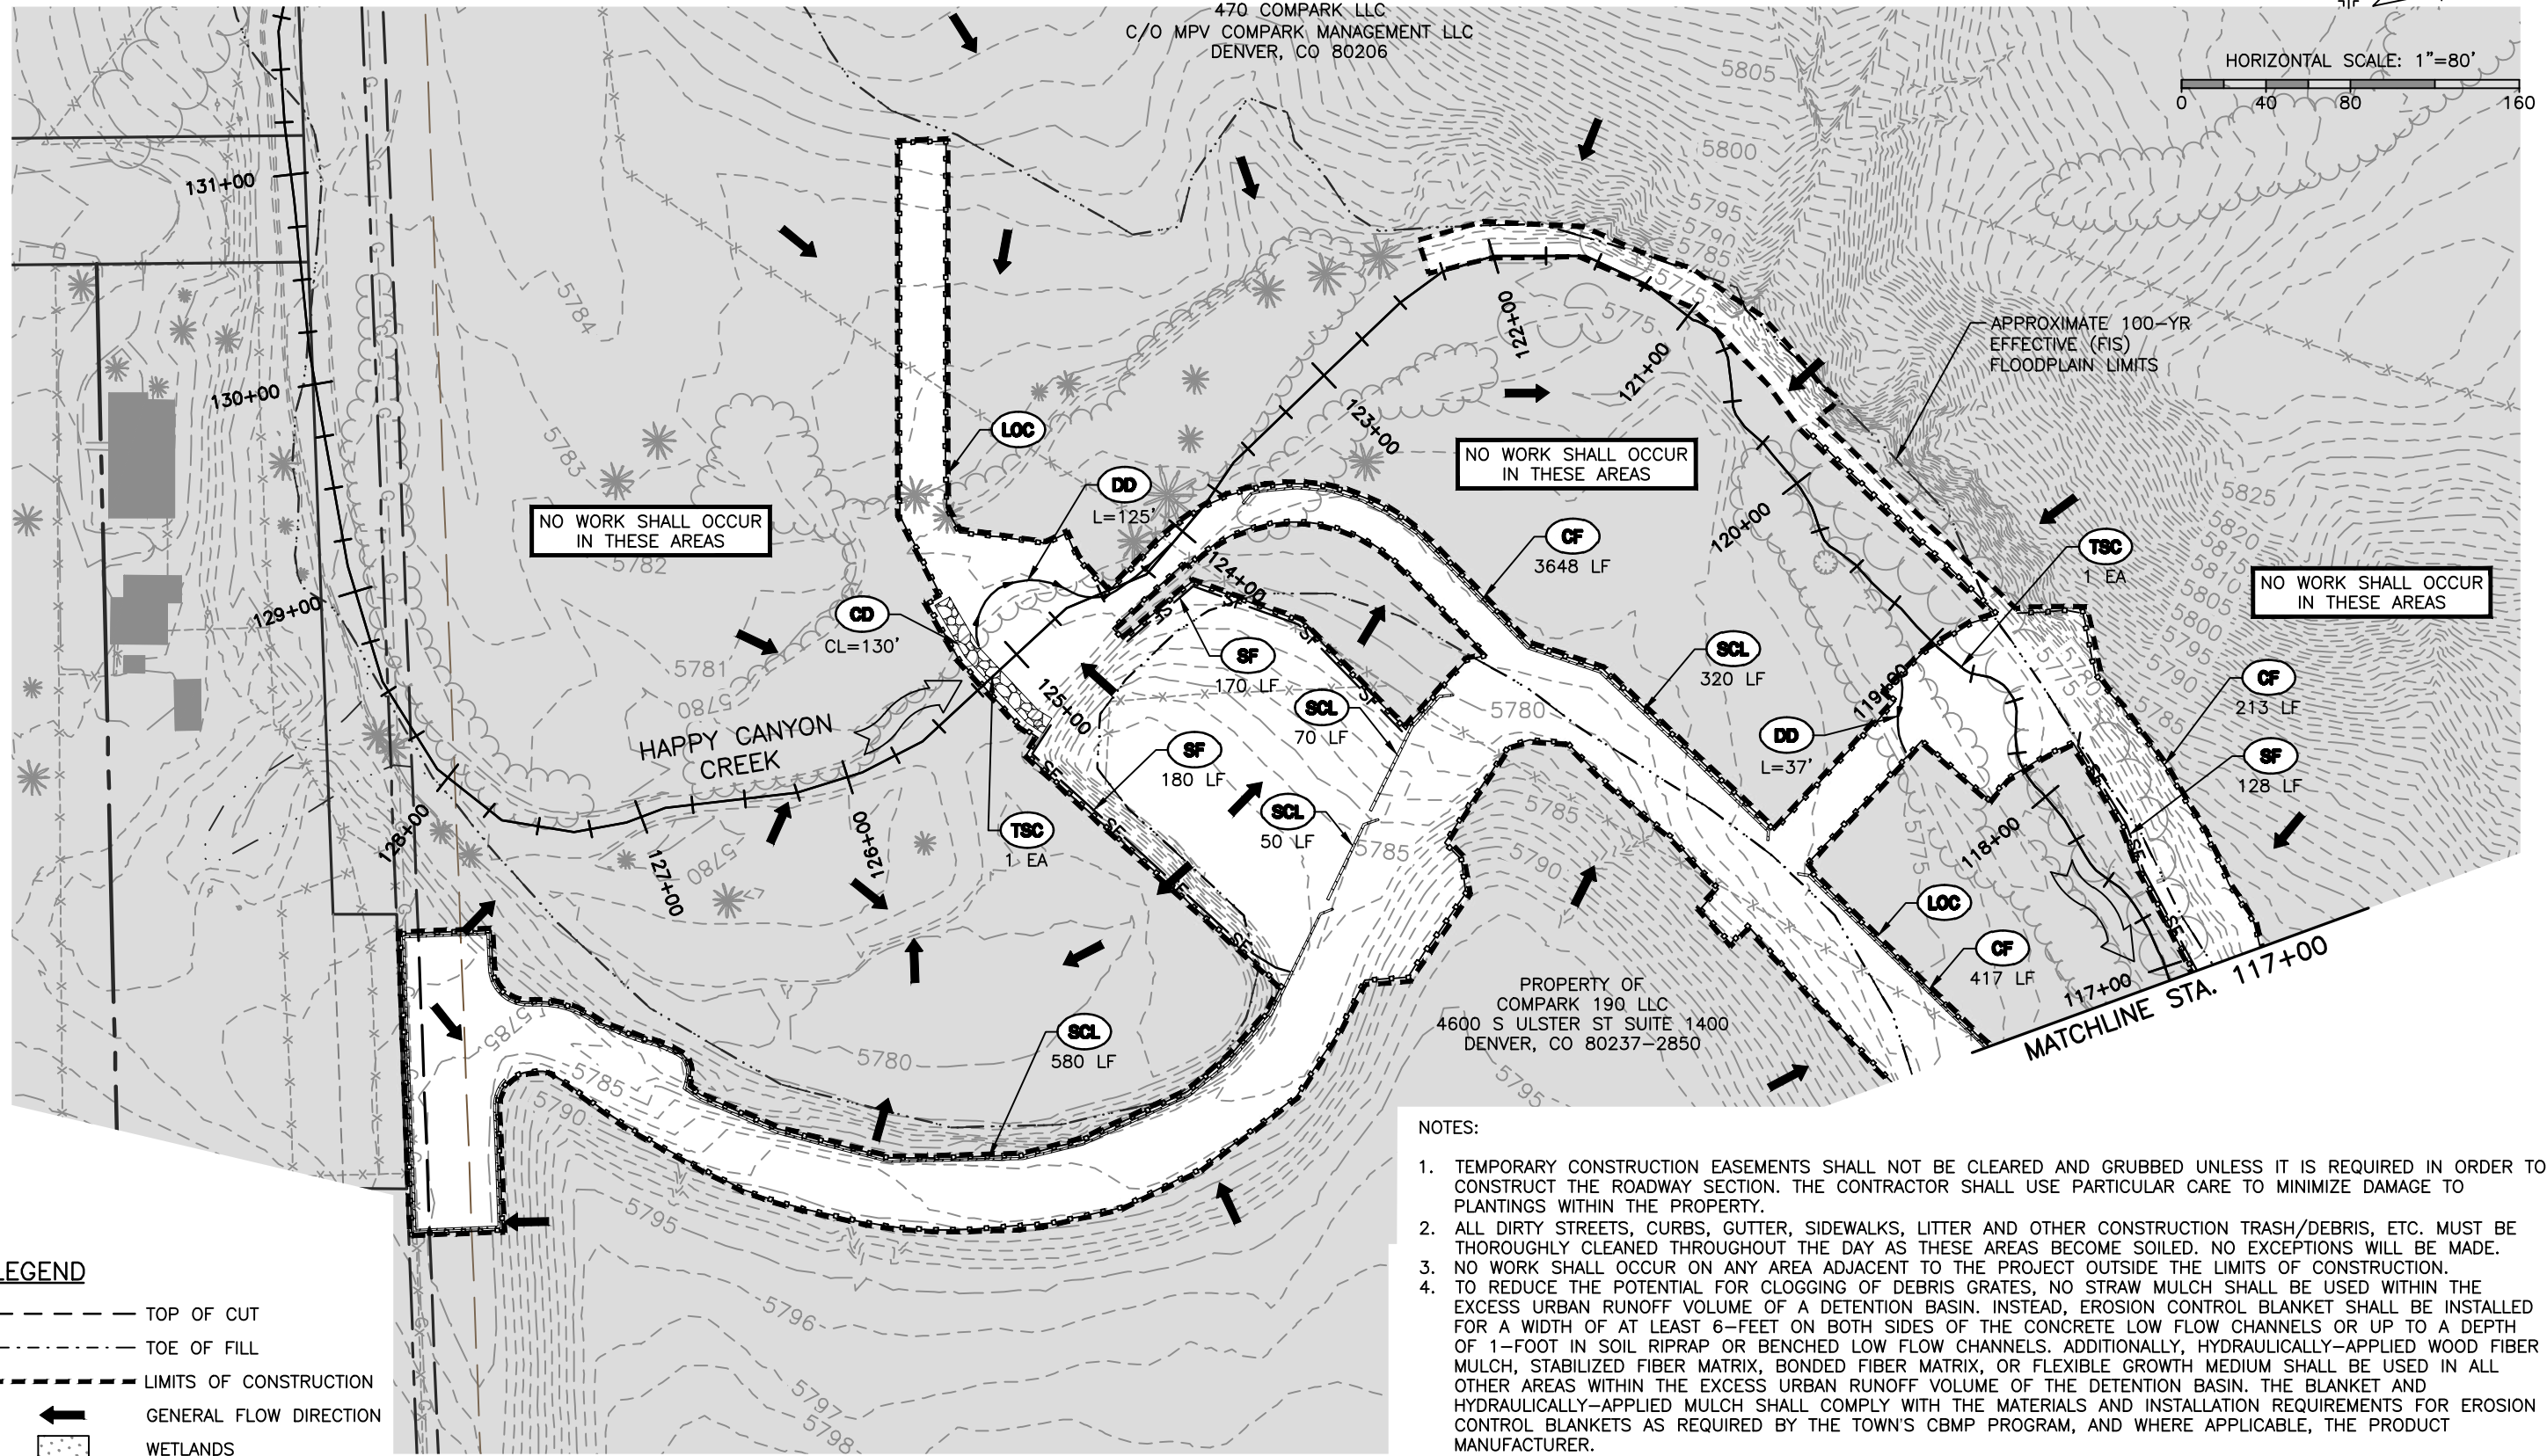 470 COMPARK LLC
C/O MPV COMPARK MANAGEMENT LLC
DENVER, CO 80206
HORIZONTAL SCALE: 1"=80'
0 40 80 160
5805
5800
5795
5790
5785
5775
5775
131+00
130+00
129+00
128+00
127+00
126+00
125+00
124+00
123+00
122+00
121+00
120+00
119+00
118+00
117+00
5784
5783
5782
5781
5780
5780
APPROXIMATE 100-YR
EFFECTIVE (FIS)
FLOODPLAIN LIMITS
LOC
DD
L=125'
NO WORK SHALL OCCUR
IN THESE AREAS
NO WORK SHALL OCCUR
IN THESE AREAS
NO WORK SHALL OCCUR
IN THESE AREAS
CF
3648 LF
TSC
1 EA
5825
5820
5815
5810
5805
5800
5795
5790
5785
5780
5775
CD
CL=130'
SF
170 LF
SCL
320 LF
SCL
70 LF
CF
213 LF
HAPPY CANYON
CREEK
SF
180 LF
DD
L=37'
SF
128 LF
5780
SCL
50 LF
TSC
1 EA
5785
5785
5790
5775
LOC
CF
417 LF
SF
SF
SF
SF
SF
SF
SF
SF
SF
SF
MATCHLINE STA. 117+00
PROPERTY OF
COMPARK 190 LLC
4600 S ULSTER ST SUITE 1400
DENVER, CO 80237-2850
SCL
580 LF
5780
5785
5785
5790
5795
5795
5796
5797
5798
G
G
G
LEGEND
TOP OF CUT
TOE OF FILL
LIMITS OF CONSTRUCTION
GENERAL FLOW DIRECTION
WETLANDS
NOTES:
1. TEMPORARY CONSTRUCTION EASEMENTS SHALL NOT BE CLEARED AND GRUBBED UNLESS IT IS REQUIRED IN ORDER TO
CONSTRUCT THE ROADWAY SECTION. THE CONTRACTOR SHALL USE PARTICULAR CARE TO MINIMIZE DAMAGE TO
PLANTINGS WITHIN THE PROPERTY.
2. ALL DIRTY STREETS, CURBS, GUTTER, SIDEWALKS, LITTER AND OTHER CONSTRUCTION TRASH/DEBRIS, ETC. MUST BE
THOROUGHLY CLEANED THROUGHOUT THE DAY AS THESE AREAS BECOME SOILED. NO EXCEPTIONS WILL BE MADE.
3. NO WORK SHALL OCCUR ON ANY AREA ADJACENT TO THE PROJECT OUTSIDE THE LIMITS OF CONSTRUCTION.
4. TO REDUCE THE POTENTIAL FOR CLOGGING OF DEBRIS GRATES, NO STRAW MULCH SHALL BE USED WITHIN THE
EXCESS URBAN RUNOFF VOLUME OF A DETENTION BASIN. INSTEAD, EROSION CONTROL BLANKET SHALL BE INSTALLED
FOR A WIDTH OF AT LEAST 6-FEET ON BOTH SIDES OF THE CONCRETE LOW FLOW CHANNELS OR UP TO A DEPTH
OF 1-FOOT IN SOIL RIPRAP OR BENCHED LOW FLOW CHANNELS. ADDITIONALLY, HYDRAULICALLY-APPLIED WOOD FIBER
MULCH, STABILIZED FIBER MATRIX, BONDED FIBER MATRIX, OR FLEXIBLE GROWTH MEDIUM SHALL BE USED IN ALL
OTHER AREAS WITHIN THE EXCESS URBAN RUNOFF VOLUME OF THE DETENTION BASIN. THE BLANKET AND
HYDRAULICALLY-APPLIED MULCH SHALL COMPLY WITH THE MATERIALS AND INSTALLATION REQUIREMENTS FOR EROSION
CONTROL BLANKETS AS REQUIRED BY THE TOWN'S CBMP PROGRAM, AND WHERE APPLICABLE, THE PRODUCT
MANUFACTURER.